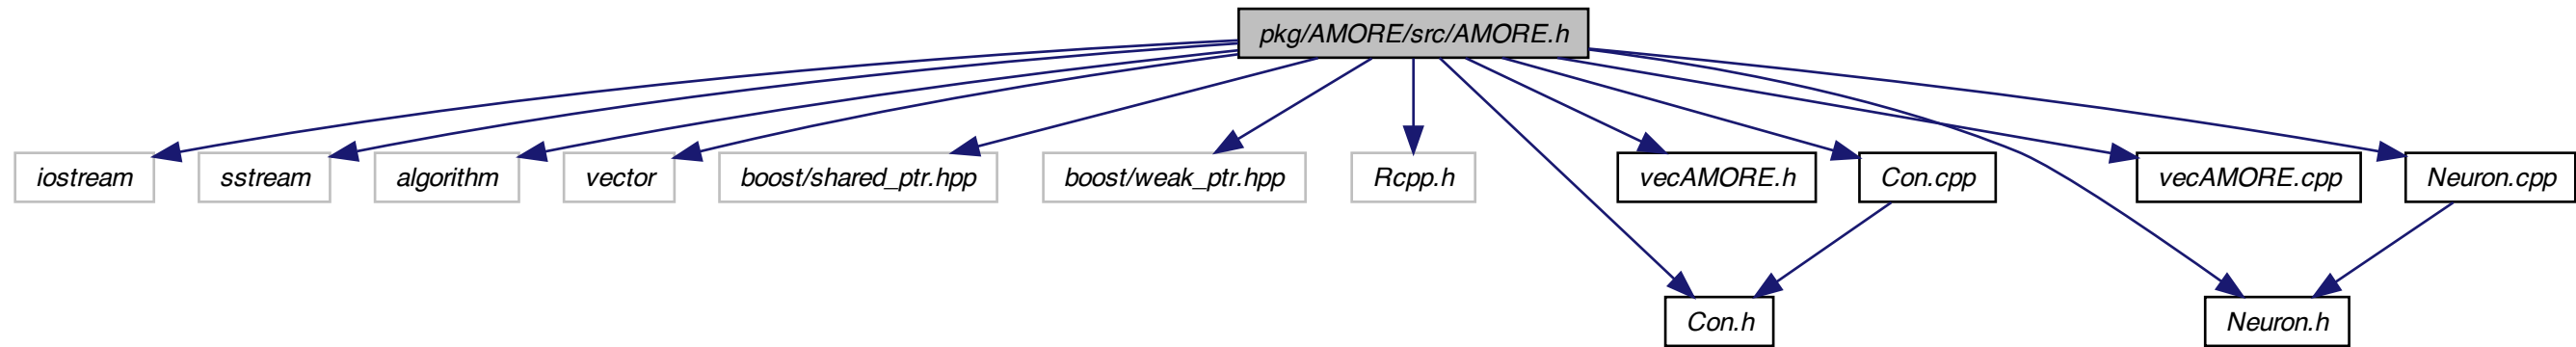 pkg/AMORE/src/AMORE.h
iostream
sstream
algorithm
vector
boost/shared_ptr.hpp
boost/weak_ptr.hpp
Rcpp.h
vecAMORE.h
Con.cpp
vecAMORE.cpp
Neuron.cpp
Con.h
Neuron.h